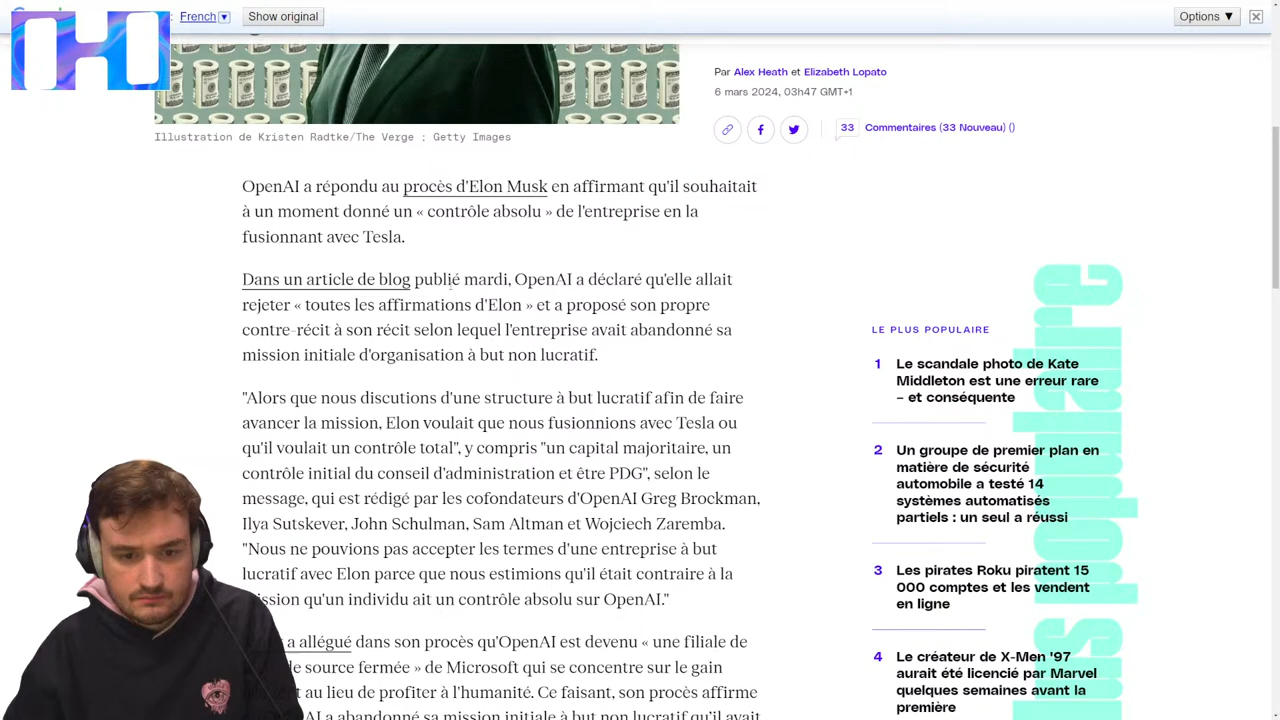 : French ▼
Show original
Options ▼
Par Alex Heath et Elizabeth Lopato
6 mars 2024, 03h47 GMT+1
33 Commentaires (33 Nouveau) ()
Illustration de Kristen Radtke/The Verge ; Getty Images
OpenAI a répondu au procès d'Elon Musk en affirmant qu'il souhaitait
à un moment donné un « contrôle absolu » de l'entreprise en la
fusionnant avec Tesla.
Dans un article de blog publié mardi, OpenAI a déclaré qu'elle allait
rejeter « toutes les affirmations d'Elon » et a proposé son propre
contre-récit à son récit selon lequel l'entreprise avait abandonné sa
mission initiale d'organisation à but non lucratif.
"Alors que nous discutions d'une structure à but lucratif afin de faire
avancer la mission, Elon voulait que nous fusionnions avec Tesla ou
qu'il voulait un contrôle total", y compris "un capital majoritaire, un
contrôle initial du conseil d'administration et être PDG", selon le
message, qui est rédigé par les cofondateurs d'OpenAI Greg Brockman,
Ilya Sutskever, John Schulman, Sam Altman et Wojciech Zaremba.
"Nous ne pouvions pas accepter les termes d'une entreprise à but
lucratif avec Elon parce que nous estimions qu'il était contraire à la
mission qu'un individu ait un contrôle absolu sur OpenAI."
a allégué dans son procès qu'OpenAI est devenu « une filiale de
de source fermée » de Microsoft qui se concentre sur le gain
au lieu de profiter à l'humanité. Ce faisant, son procès affirme
a abandonné sa mission initiale à but non lucratif qu'il avait
LE PLUS POPULAIRE
1 Le scandale photo de Kate
Middleton est une erreur rare
– et conséquente
2 Un groupe de premier plan en
matière de sécurité
automobile a testé 14
systèmes automatisés
partiels : un seul a réussi
3 Les pirates Roku piratent 15
000 comptes et les vendent
en ligne
4 Le créateur de X-Men '97
aurait été licencié par Marvel
quelques semaines avant la
première